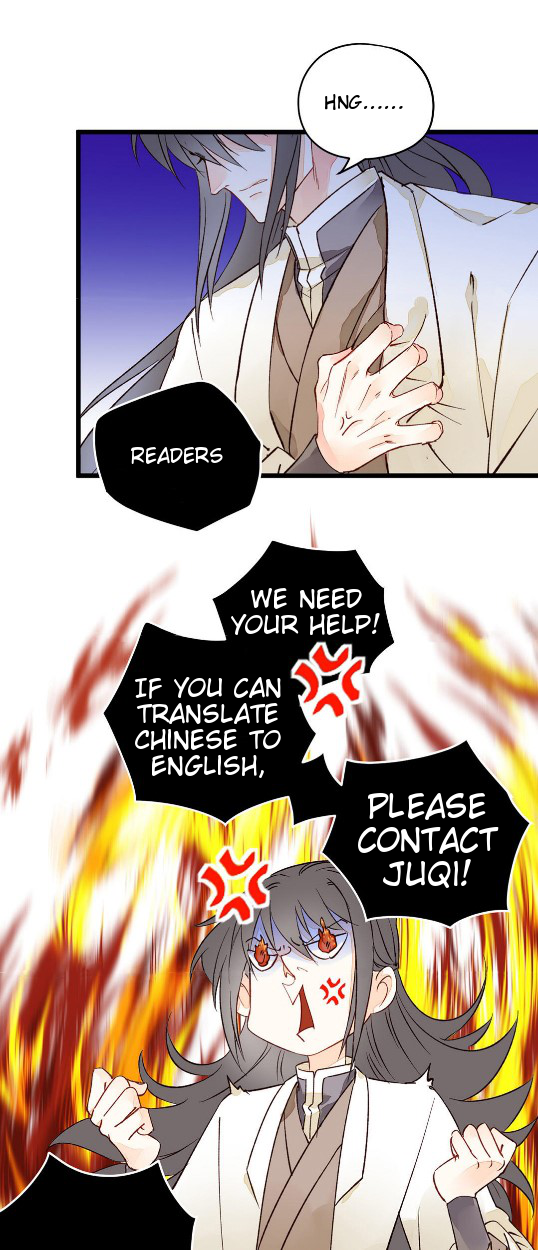 HNG......
READERS
WE NEED
YOUR HELP!
IF YOU CAN
TRANSLATE
CHINESE TO
ENGLISH,
PLEASE
CONTACT
JUQI!